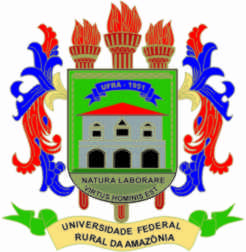 UFRA - 1951
NATURA LABORARE
VIRTUS HOMINIS EST
UNIVERSIDADE FEDERAL
RURAL DA AMAZÔNIA